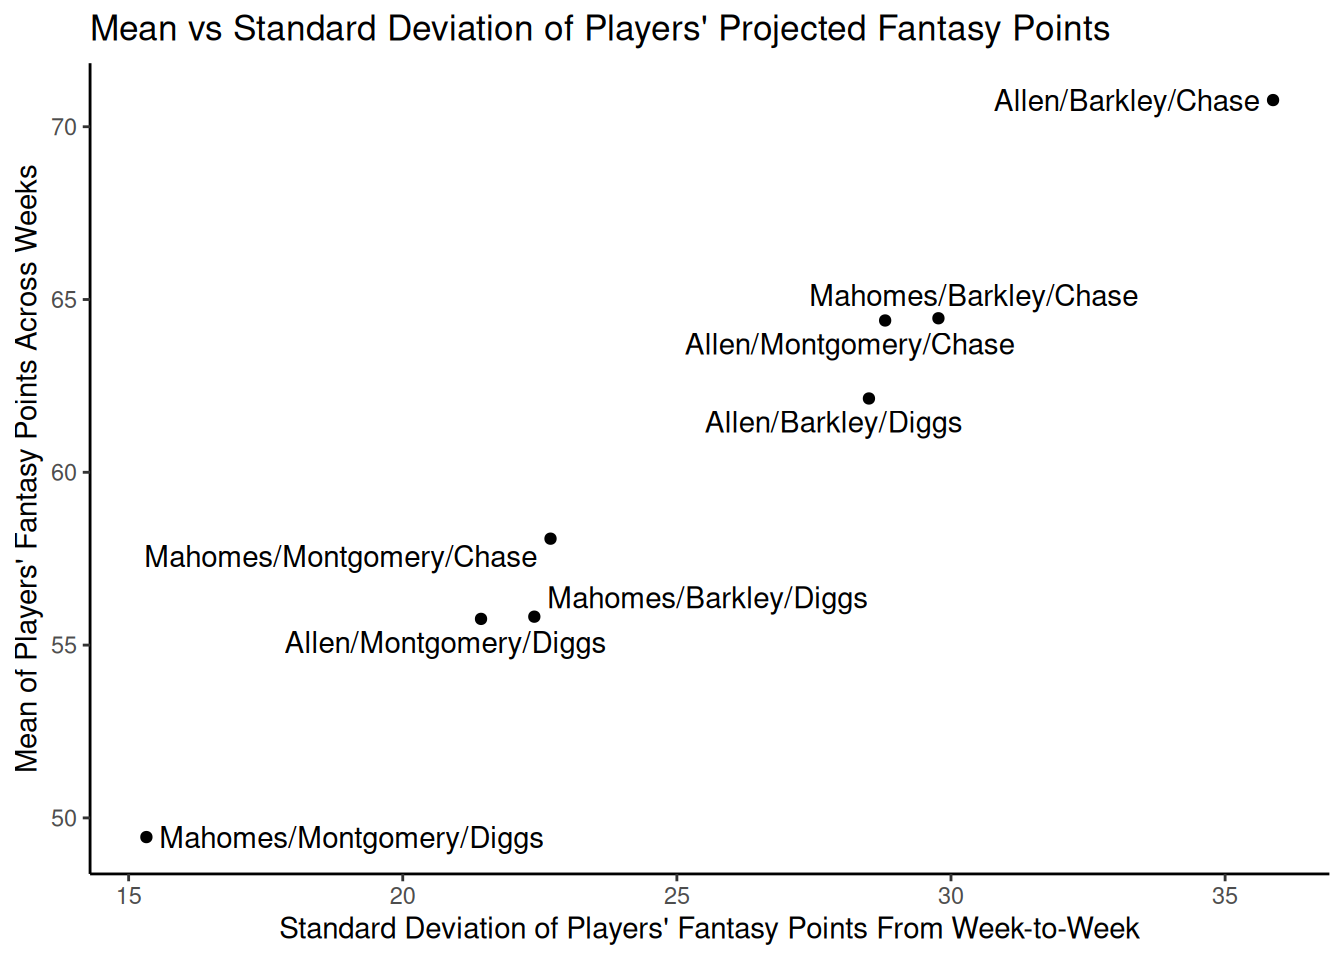 Mean vs Standard Deviation of Players' Projected Fantasy Points
Allen/Barkley/Chase
70
Mahomes/Barkley/Chase
65
Allen/Montgomery/Chase
Allen/Barkley/Diggs
60
Mahomes/Montgomery/Chase
Mahomes/Barkley/Diggs
55
Allen/Montgomery/Diggs
50
Mahomes/Montgomery/Diggs
Mean of Players' Fantasy Points Across Weeks
15 20 25 30 35
Standard Deviation of Players' Fantasy Points From Week-to-Week